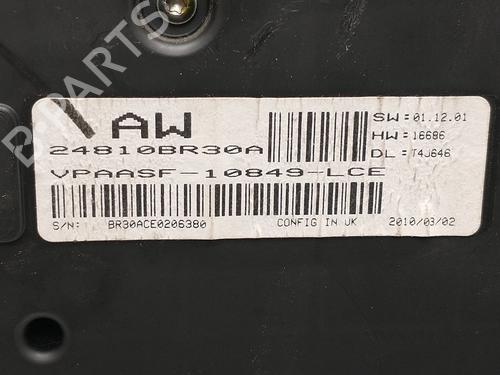 B-PARTS
AW
24810BR30A
VPAASF-10849-LCE
S/N: BR30ACE0206380
CONFIG IN UK
2010/03/02
SW:01.12.01
HW:16686
DL:T4J646